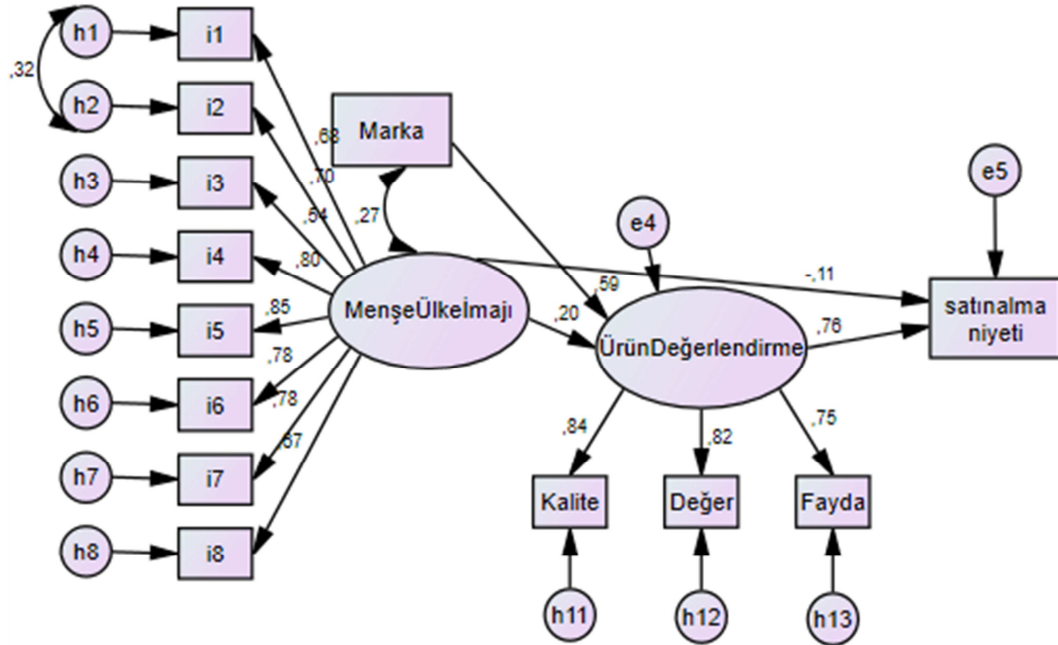 h1
i1
,32
h2
i2
h3
i3
h4
i4
h5
i5
h6
i6
h7
i7
h8
i8
,68
,70
,54
,80
,85
,78
,78
,67
Marka
,27
MenşeÜlkeİmajı
,59
,20
-,11
e4
ÜrünDeğerlendirme
,76
e5
satınalma
niyeti
,84
,82
,75
Kalite
Değer
Fayda
h11
h12
h13